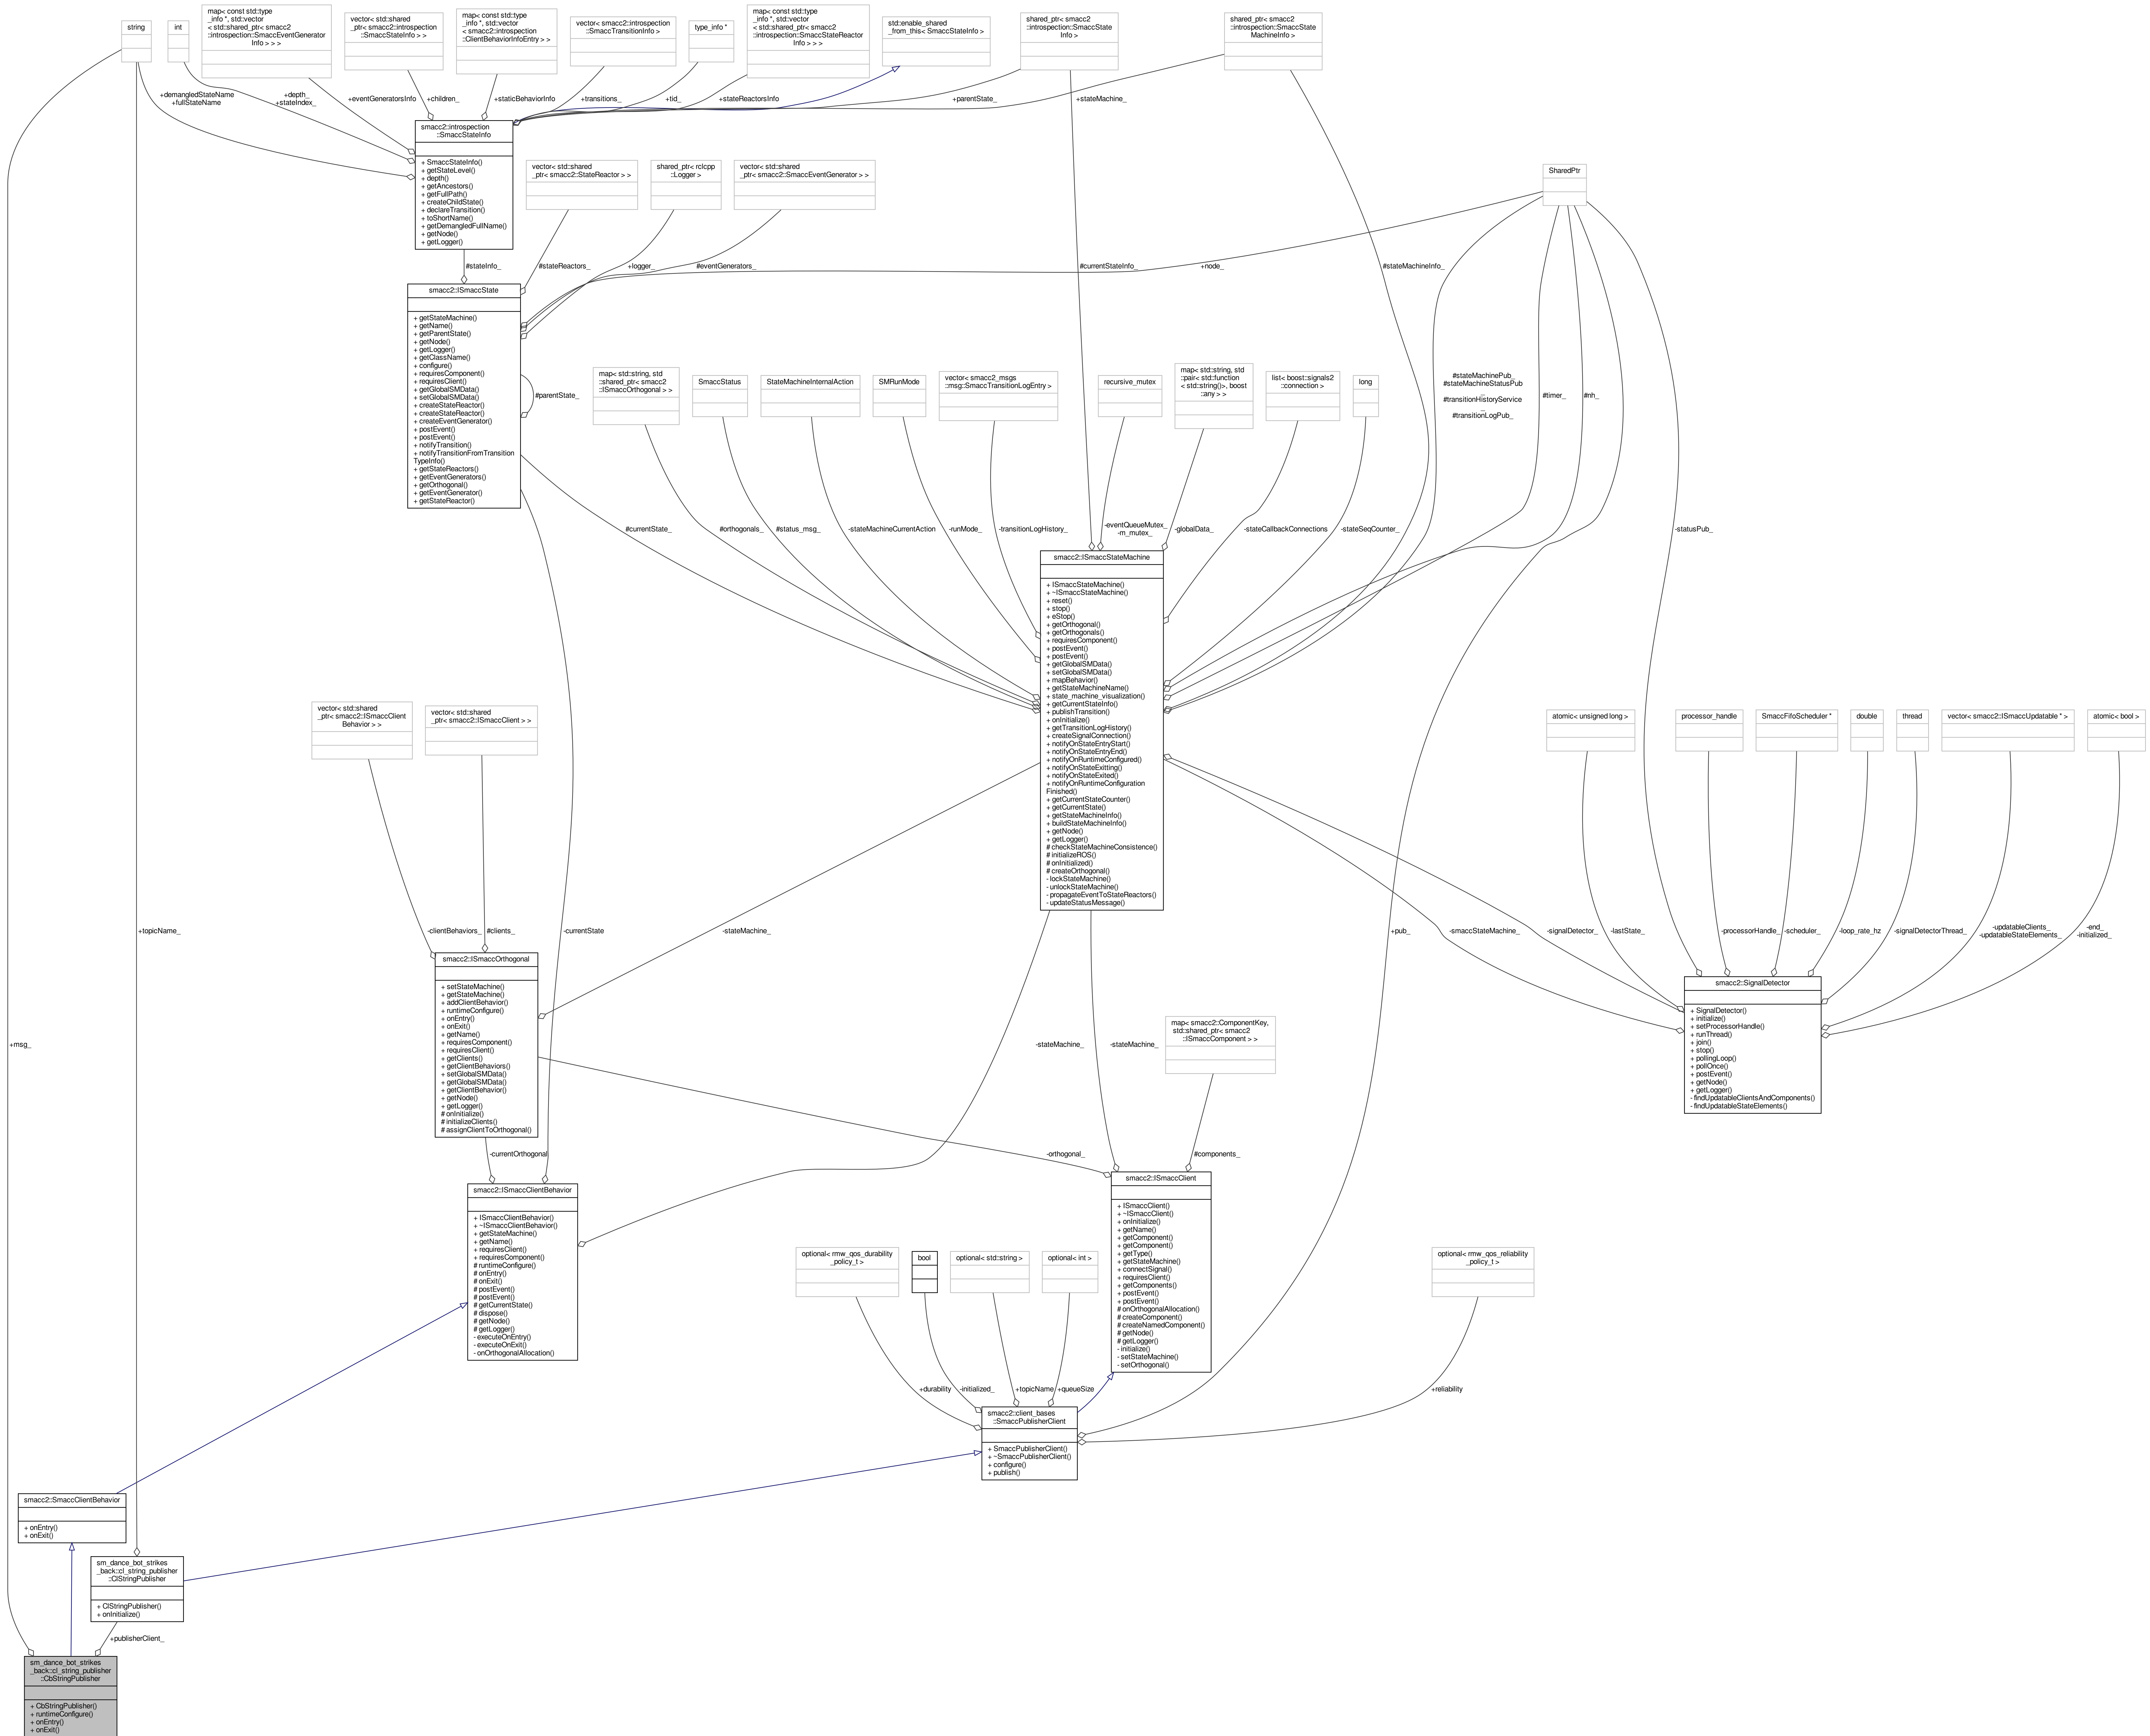 string
int
map< const std::type
_info *, std::vector
< std::shared_ptr< smacc2
::introspection::SmaccEventGenerator
Info > > >
vector< std::shared
_ptr< smacc2::introspection
::SmaccStateInfo > >
map< const std::type
_info *, std::vector
< smacc2::introspection
::ClientBehaviorInfoEntry > >
vector< smacc2::introspection
::SmaccTransitionInfo >
type_info *
map< const std::type
_info *, std::vector
< std::shared_ptr< smacc2
::introspection::SmaccStateReactor
Info > > >
std::enable_shared
_from_this< SmaccStateInfo >
shared_ptr< smacc2
::introspection::SmaccState
Info >
shared_ptr< smacc2
::introspection::SmaccState
MachineInfo >
+demangledStateName
+fullStateName
+depth_
+stateIndex_
+eventGeneratorsInfo
+children_
+staticBehaviorInfo
+transitions_
+tid_
+stateReactorsInfo
+parentState_
+stateMachine_
smacc2::introspection
::SmaccStateInfo
+ SmaccStateInfo()
+ getStateLevel()
+ depth()
+ getAncestors()
+ getFullPath()
+ createChildState()
+ declareTransition()
+ toShortName()
+ getDemangledFullName()
+ getNode()
+ getLogger()
vector< std::shared
_ptr< smacc2::StateReactor > >
shared_ptr< rclcpp
::Logger >
vector< std::shared
_ptr< smacc2::SmaccEventGenerator > >
SharedPtr
#stateInfo_
#stateReactors_
+logger_
#eventGenerators_
#currentStateInfo_
+node_
#stateMachineInfo_
smacc2::ISmaccState
+ getStateMachine()
+ getName()
+ getParentState()
+ getNode()
+ getLogger()
+ getClassName()
+ configure()
+ requiresComponent()
+ requiresClient()
+ getGlobalSMData()
+ setGlobalSMData()
+ createStateReactor()
+ createStateReactor()
+ createEventGenerator()
+ postEvent()
+ postEvent()
+ notifyTransition()
+ notifyTransitionFromTransition
TypeInfo()
+ getStateReactors()
+ getEventGenerators()
+ getOrthogonal()
+ getEventGenerator()
+ getStateReactor()
#parentState_
map< std::string, std
::shared_ptr< smacc2
::ISmaccOrthogonal > >
SmaccStatus
StateMachineInternalAction
SMRunMode
vector< smacc2_msgs
::msg::SmaccTransitionLogEntry >
recursive_mutex
map< std::string, std
::pair< std::function
< std::string()>, boost
::any > >
list< boost::signals2
::connection >
long
#stateMachinePub_
#stateMachineStatusPub
_
#transitionHistoryService
_
#transitionLogPub_
#timer_
#nh_
#currentState_
#orthogonals_
#status_msg_
-stateMachineCurrentAction
-runMode_
-transitionLogHistory_
-eventQueueMutex_
-m_mutex_
-globalData_
-stateCallbackConnections
-stateSeqCounter_
-statusPub_
smacc2::ISmaccStateMachine
+ ISmaccStateMachine()
+ ~ISmaccStateMachine()
+ reset()
+ stop()
+ eStop()
+ getOrthogonal()
+ getOrthogonals()
+ requiresComponent()
+ postEvent()
+ postEvent()
+ getGlobalSMData()
+ setGlobalSMData()
+ mapBehavior()
+ getStateMachineName()
+ state_machine_visualization()
+ getCurrentStateInfo()
+ publishTransition()
+ onInitialize()
+ getTransitionLogHistory()
+ createSignalConnection()
+ notifyOnStateEntryStart()
+ notifyOnStateEntryEnd()
+ notifyOnRuntimeConfigured()
+ notifyOnStateExitting()
+ notifyOnStateExited()
+ notifyOnRuntimeConfiguration
Finished()
+ getCurrentStateCounter()
+ getCurrentState()
+ getStateMachineInfo()
+ buildStateMachineInfo()
+ getNode()
+ getLogger()
# checkStateMachineConsistence()
# initializeROS()
# onInitialized()
# createOrthogonal()
- lockStateMachine()
- unlockStateMachine()
- propagateEventToStateReactors()
- updateStatusMessage()
vector< std::shared
_ptr< smacc2::ISmaccClient
Behavior > >
vector< std::shared
_ptr< smacc2::ISmaccClient > >
atomic< unsigned long >
processor_handle
SmaccFifoScheduler *
double
thread
vector< smacc2::ISmaccUpdatable * >
atomic< bool >
+topicName_
-clientBehaviors_
#clients_
-currentState
-stateMachine_
+pub_
-smaccStateMachine_
-signalDetector_
-lastState_
-processorHandle_
-scheduler_
-loop_rate_hz
-signalDetectorThread_
-updatableClients_
-updatableStateElements_
-end_
-initialized_
smacc2::ISmaccOrthogonal
+ setStateMachine()
+ getStateMachine()
+ addClientBehavior()
+ runtimeConfigure()
+ onEntry()
+ onExit()
+ getName()
+ requiresComponent()
+ requiresClient()
+ getClients()
+ getClientBehaviors()
+ setGlobalSMData()
+ getGlobalSMData()
+ getClientBehavior()
+ getNode()
+ getLogger()
# onInitialize()
# initializeClients()
# assignClientToOrthogonal()
smacc2::SignalDetector
+ SignalDetector()
+ initialize()
+ setProcessorHandle()
+ runThread()
+ join()
+ stop()
+ pollingLoop()
+ pollOnce()
+ postEvent()
+ getNode()
+ getLogger()
- findUpdatableClientsAndComponents()
- findUpdatableStateElements()
+msg_
-stateMachine_
-stateMachine_
map< smacc2::ComponentKey,
std::shared_ptr< smacc2
::ISmaccComponent > >
-currentOrthogonal
-orthogonal_
#components_
smacc2::ISmaccClientBehavior
+ ISmaccClientBehavior()
+ ~ISmaccClientBehavior()
+ getStateMachine()
+ getName()
+ requiresClient()
+ requiresComponent()
# runtimeConfigure()
# onEntry()
# onExit()
# postEvent()
# postEvent()
# getCurrentState()
# dispose()
# getNode()
# getLogger()
- executeOnEntry()
- executeOnExit()
- onOrthogonalAllocation()
smacc2::ISmaccClient
+ ISmaccClient()
+ ~ISmaccClient()
+ onInitialize()
+ getName()
+ getComponent()
+ getComponent()
+ getType()
+ getStateMachine()
+ connectSignal()
+ requiresClient()
+ getComponents()
+ postEvent()
+ postEvent()
# onOrthogonalAllocation()
# createComponent()
# createNamedComponent()
# getNode()
# getLogger()
- initialize()
- setStateMachine()
- setOrthogonal()
optional< rmw_qos_durability
_policy_t >
bool
optional< std::string >
optional< int >
optional< rmw_qos_reliability
_policy_t >
+durability
-initialized_
+topicName
+queueSize
+reliability
smacc2::client_bases
::SmaccPublisherClient
+ SmaccPublisherClient()
+ ~SmaccPublisherClient()
+ configure()
+ publish()
smacc2::SmaccClientBehavior
+ onEntry()
+ onExit()
sm_dance_bot_strikes
_back::cl_string_publisher
::ClStringPublisher
+ ClStringPublisher()
+ onInitialize()
+publisherClient_
sm_dance_bot_strikes
_back::cl_string_publisher
::CbStringPublisher
+ CbStringPublisher()
+ runtimeConfigure()
+ onEntry()
+ onExit()